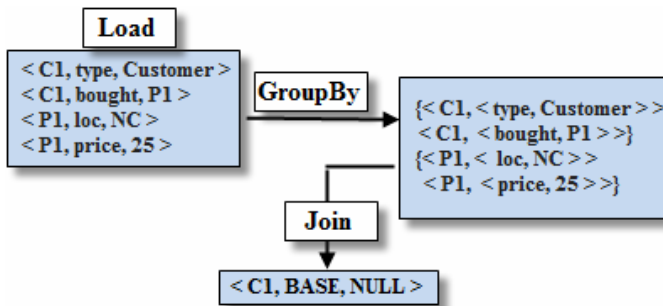 Load
< C1, type, Customer >
< C1, bought, P1 >
< P1, loc, NC >
< P1, price, 25 >
GroupBy
{< C1, < type, Customer > >
< C1, < bought, P1 > >}
{< P1, < loc, NC > >
< P1, < price, 25 > >}
Join
< C1, BASE, NULL >